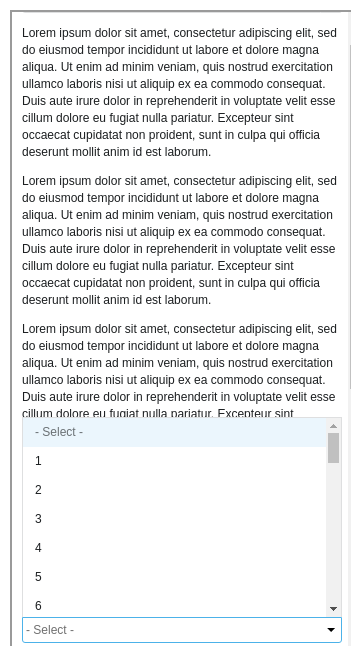 Lorem ipsum dolor sit amet, consectetur adipiscing elit, sed
do eiusmod tempor incididunt ut labore et dolore magna
aliqua. Ut enim ad minim veniam, quis nostrud exercitation
ullamco laboris nisi ut aliquip ex ea commodo consequat.
Duis aute irure dolor in reprehenderit in voluptate velit esse
cillum dolore eu fugiat nulla pariatur. Excepteur sint
occaecat cupidatat non proident, sunt in culpa qui officia
deserunt mollit anim id est laborum.
Lorem ipsum dolor sit amet, consectetur adipiscing elit, sed
do eiusmod tempor incididunt ut labore et dolore magna
aliqua. Ut enim ad minim veniam, quis nostrud exercitation
ullamco laboris nisi ut aliquip ex ea commodo consequat.
Duis aute irure dolor in reprehenderit in voluptate velit esse
cillum dolore eu fugiat nulla pariatur. Excepteur sint
occaecat cupidatat non proident, sunt in culpa qui officia
deserunt mollit anim id est laborum.
Lorem ipsum dolor sit amet, consectetur adipiscing elit, sed
do eiusmod tempor incididunt ut labore et dolore magna
aliqua. Ut enim ad minim veniam, quis nostrud exercitation
ullamco laboris nisi ut aliquip ex ea commodo consequat.
Duis aute irure dolor in reprehenderit in voluptate velit esse
cillum dolore eu fugiat nulla pariatur. Excepteur sint
- Select -
1
2
3
4
5
6
- Select -